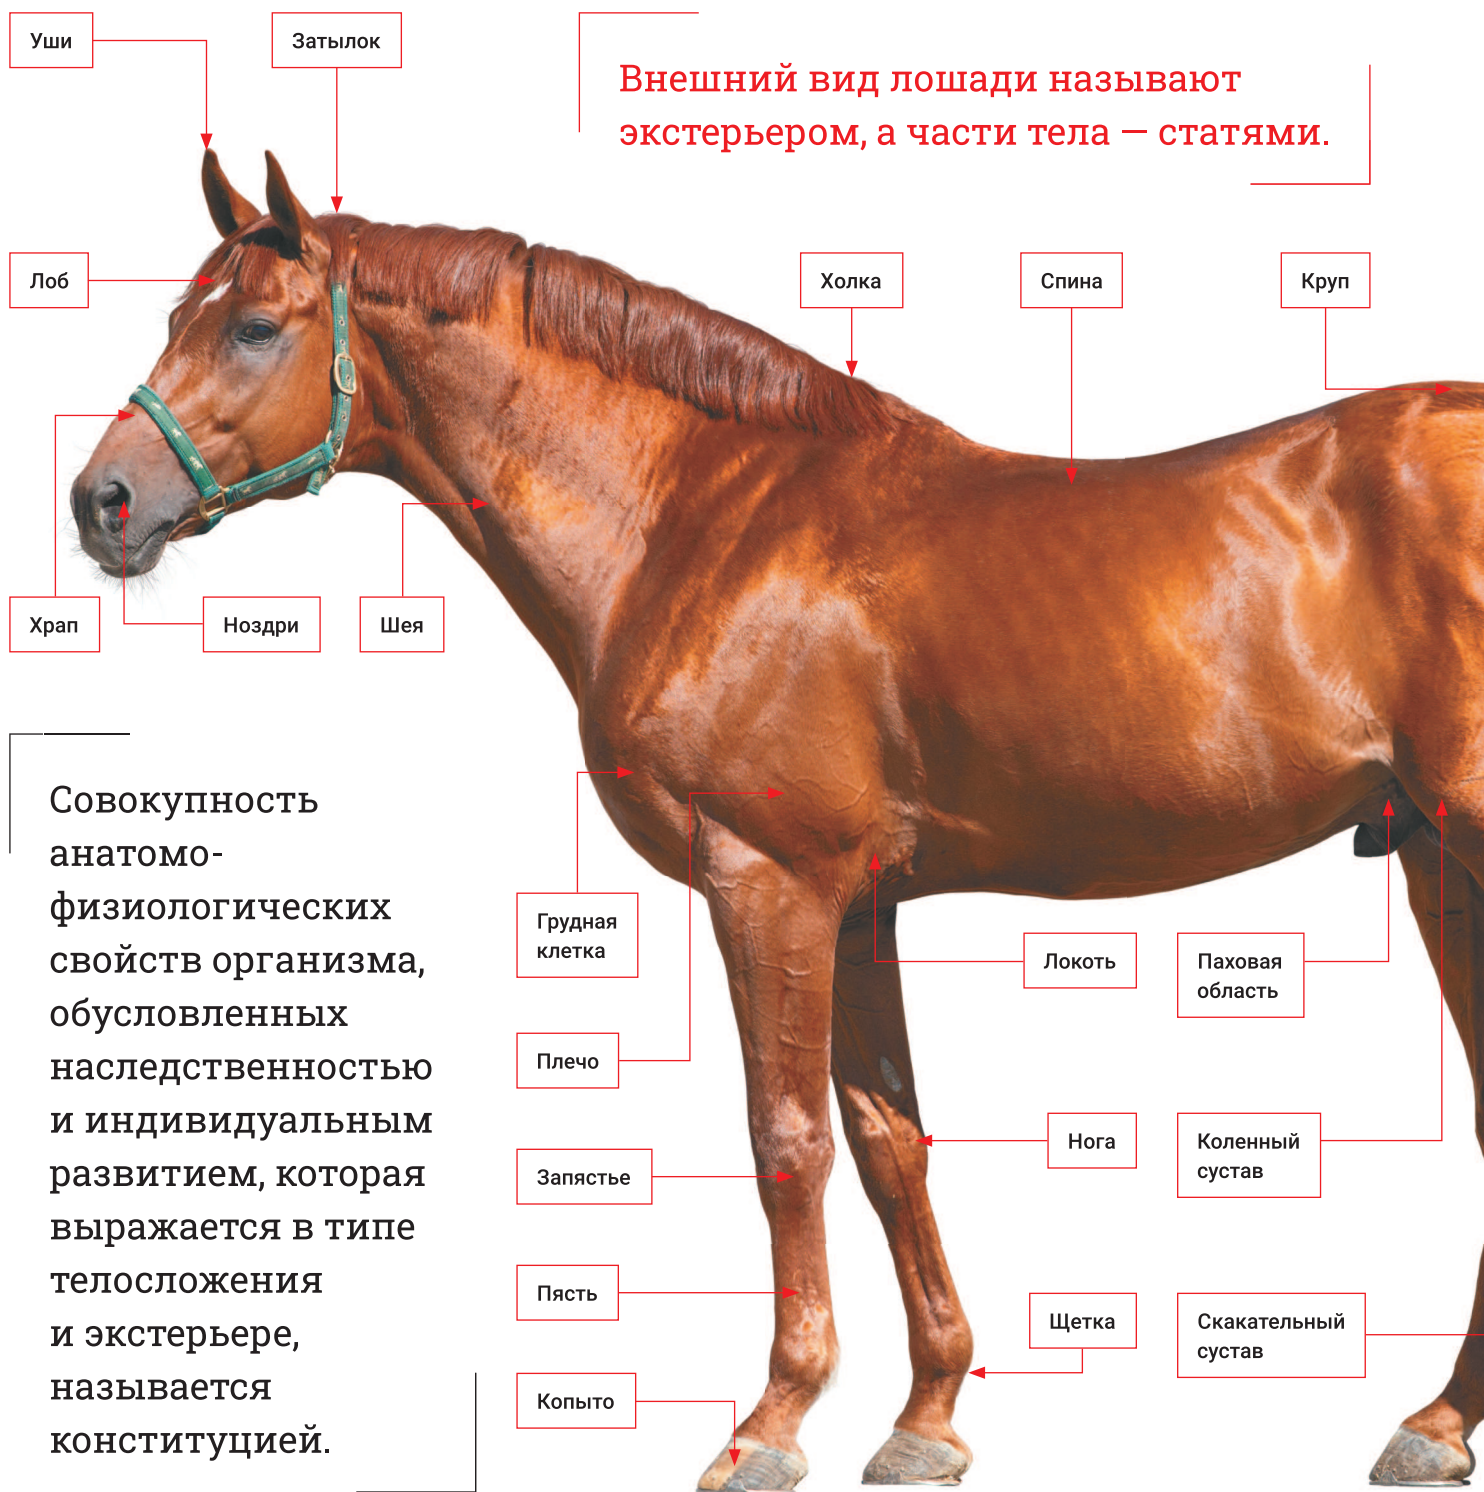 Уши
Затылок
Внешний вид лошади называют
экстерьером, а части тела — статями.
Лоб
Холка
Спина
Круп
Храп
Ноздри
Шея
Совокупность
анатомо-
физиологических
свойств организма,
обусловленных
наследственностью
и индивидуальным
развитием, которая
выражается в типе
телосложения
и экстерьере,
называется
конституцией.
Грудная
клетка
Локоть
Паховая
область
Плечо
Нога
Коленный
сустав
Запястье
Пясть
Щетка
Скакательный
сустав
Копыто